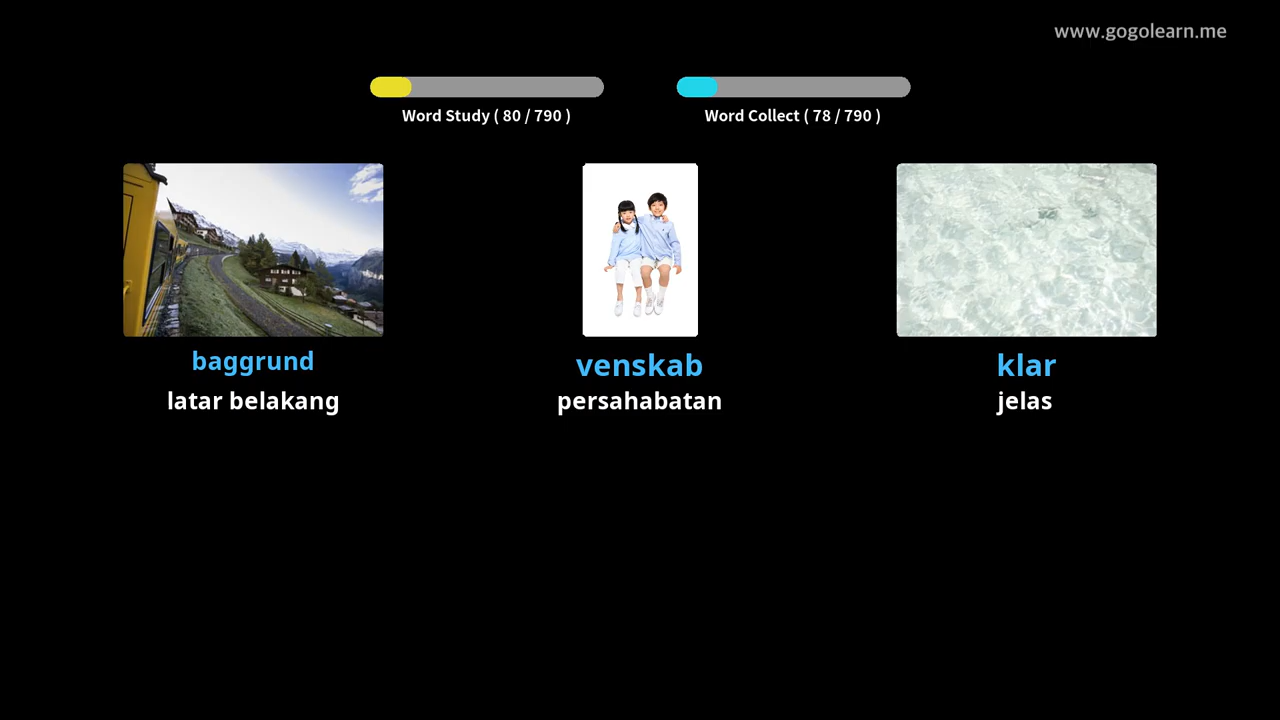 www.gogolearn.me
Word Study ( 80 / 790 )
Word Collect ( 78 / 790 )
baggrund
latar belakang
venskab
persahabatan
klar
jelas